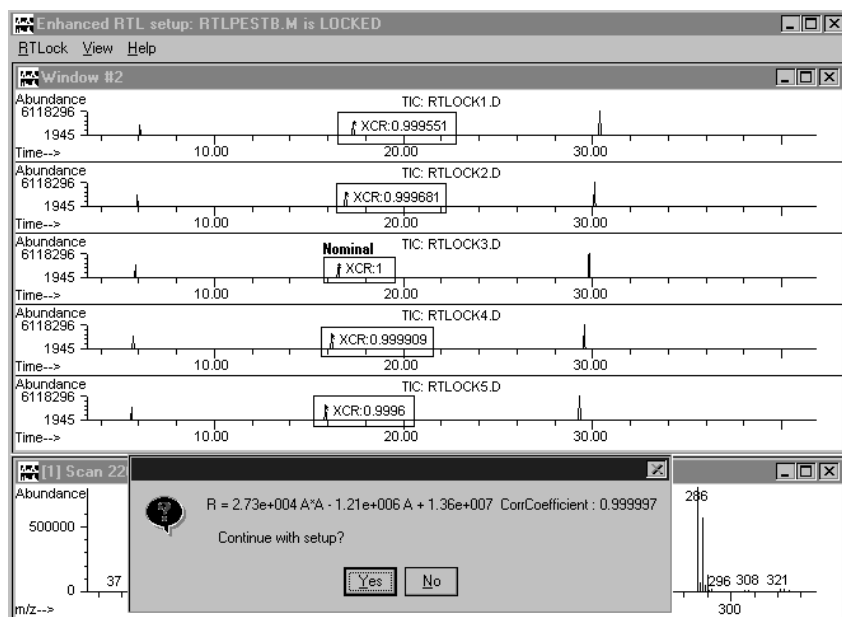 Enhanced RTL setup: RTLPESTB.M is LOCKED
RTLock View Help
Window #2
Abundance TIC: RTLOCK1.D
6118296
XCR:0.999551
1945
Time--> 10.00 20.00 30.00
Abundance TIC: RTLOCK2.D
6118296
XCR:0.999681
1945
Time--> 10.00 20.00 30.00
Abundance TIC: RTLOCK3.D
Nominal
6118296
XCR:1
1945
Time--> 10.00 20.00 30.00
Abundance TIC: RTLOCK4.D
6118296
XCR:0.999909
1945
Time--> 10.00 20.00 30.00
Abundance TIC: RTLOCK5.D
6118296
XCR:0.9996
1945
Time--> 10.00 20.00 30.00
[1] Scan 22
Abundance
286
R = 2.73e+004 A*A - 1.21e+006 A + 1.36e+007 CorrCoefficient : 0.999997
500000
Continue with setup?
Yes No
0 37 296 308 321
m/z--> 300